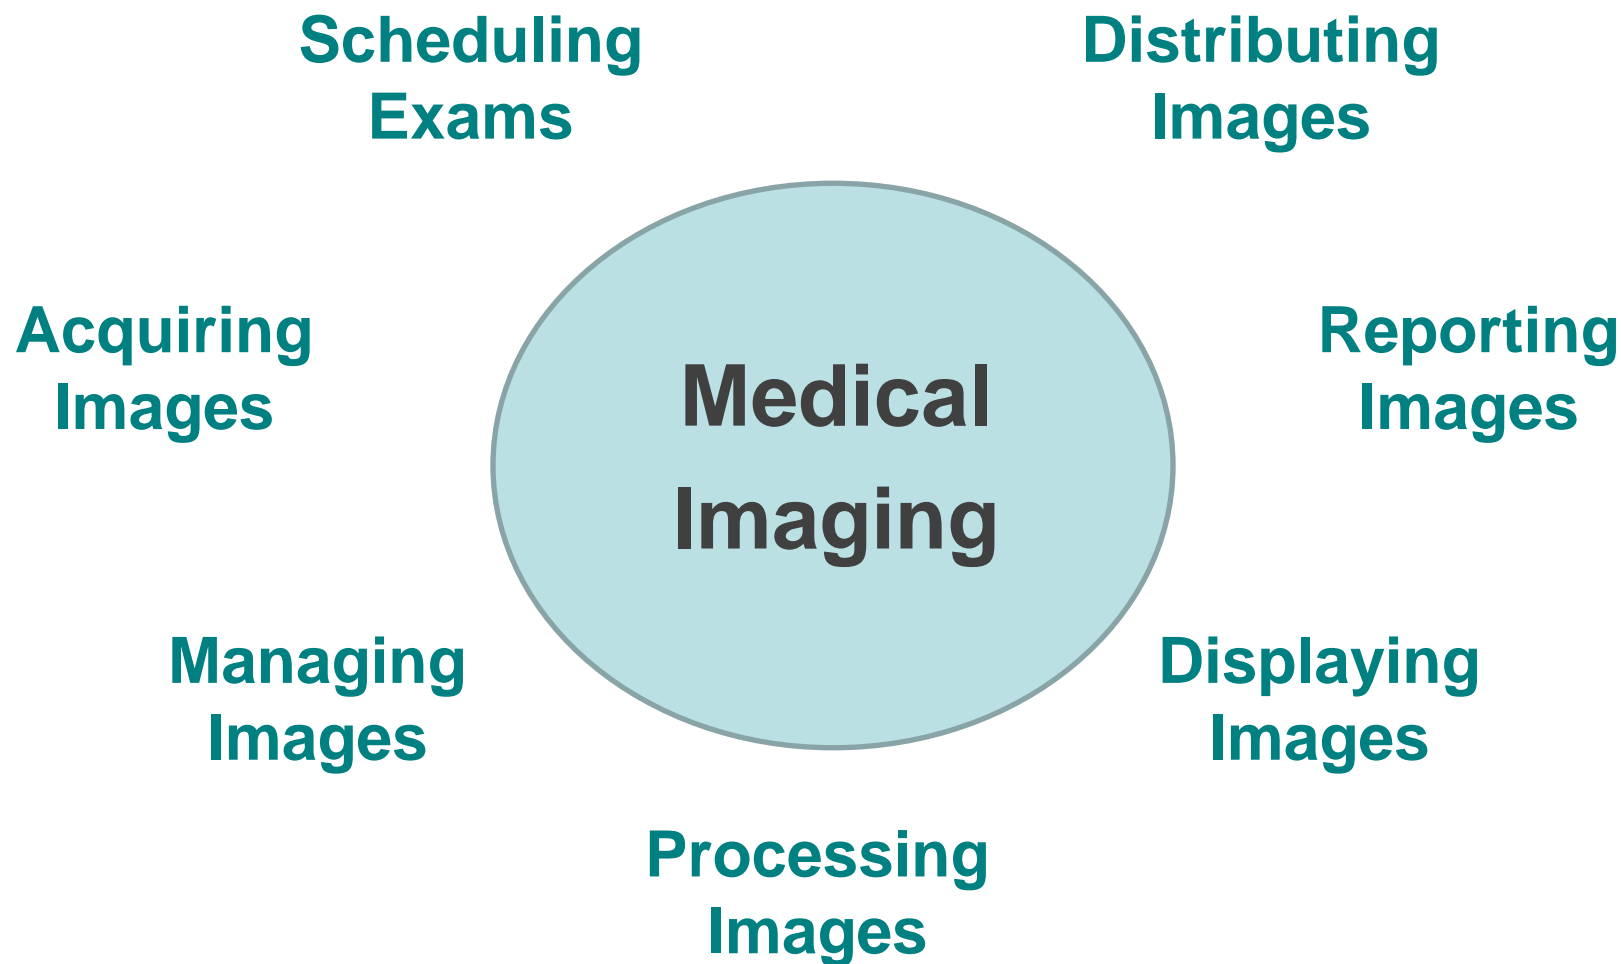 Scheduling
Exams
Distributing
Images
Acquiring
Images
Reporting
Images
Medical
Imaging
Managing
Images
Displaying
Images
Processing
Images